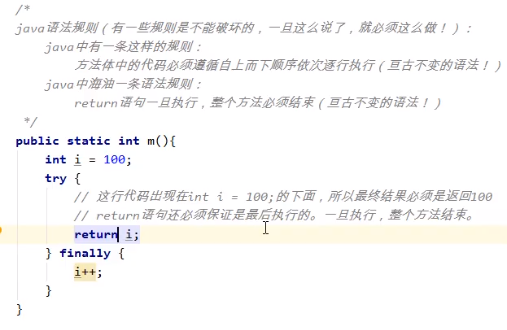 /*
java语法规则（有一些规则是不能破坏的，一旦这么说了，就必须这么做！）:
java中有一条这样的规则：
方法体中的代码必须遵循自上而下顺序依次逐行执行（亘古不变的语法！）
java中海油一条语法规则：
return语句一旦执行，整个方法必须结束（亘古不变的语法！）
*/
public static int m(){
int i = 100;
try {
// 这行代码出现在int i = 100;的下面，所以最终结果必须是返回100
// return语句还必须保证是最后执行的。一旦执行，整个方法结束。
return i;
} finally {
i++;
}
}